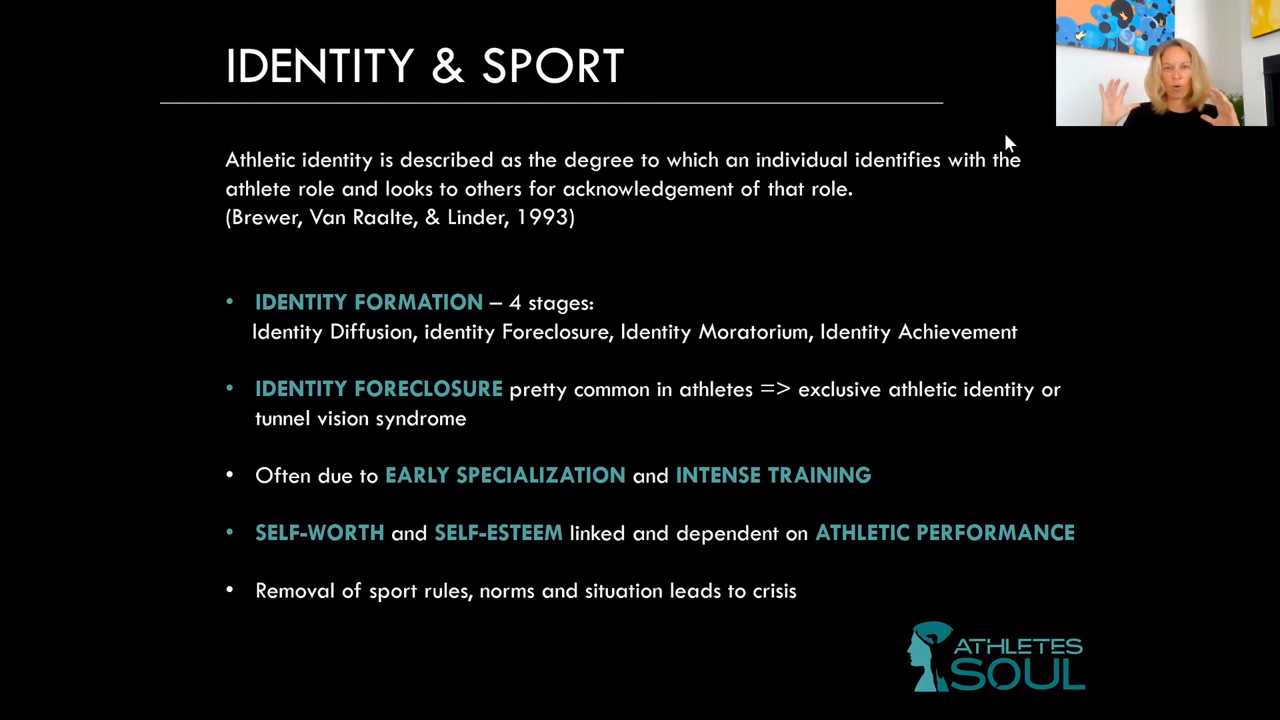 IDENTITY & SPORT
Athletic identity is described as the degree to which an individual identifies with the
athlete role and looks to others for acknowledgement of that role.
(Brewer, Van Raalte, & Linder, 1993)
• IDENTITY FORMATION – 4 stages:
Identity Diffusion, identity Foreclosure, Identity Moratorium, Identity Achievement
• IDENTITY FORECLOSURE pretty common in athletes => exclusive athletic identity or
tunnel vision syndrome
• Often due to EARLY SPECIALIZATION and INTENSE TRAINING
• SELF-WORTH and SELF-ESTEEM linked and dependent on ATHLETIC PERFORMANCE
• Removal of sport rules, norms and situation leads to crisis
ATHLETES
SOUL